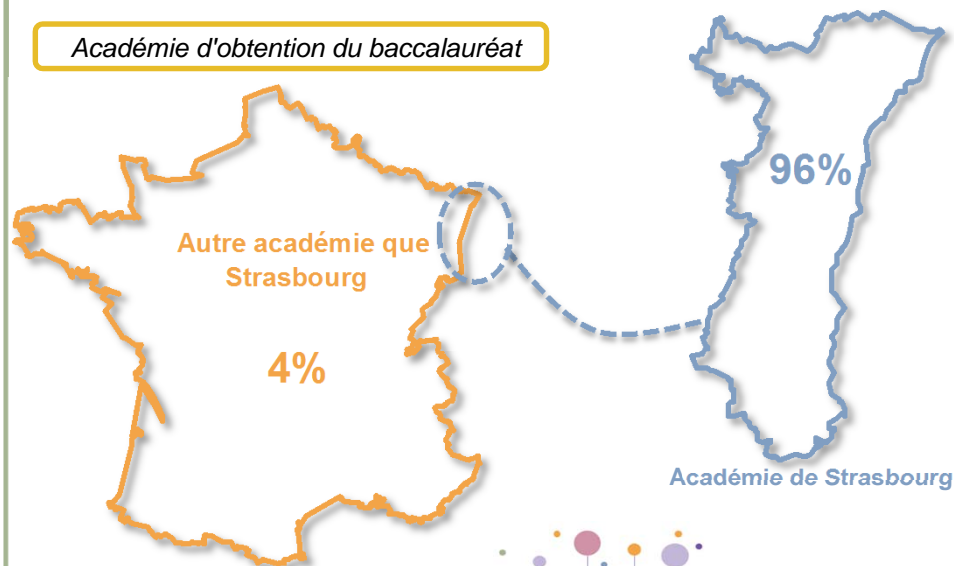 Académie d'obtention du baccalauréat
96%
Autre académie que
Strasbourg
4%
Académie de Strasbourg